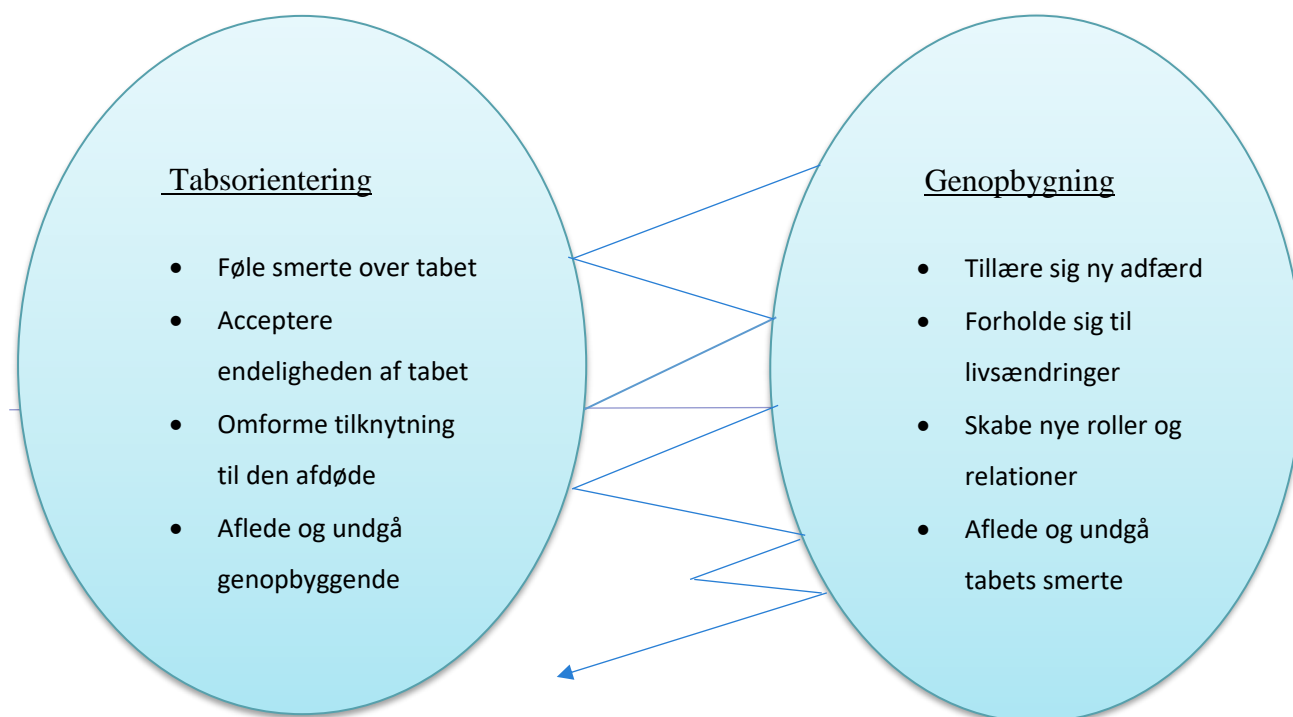 Tabsorientering
• Føle smerte over tabet
• Acceptere
endeligheden af tabet
• Omforme tilknytning
til den afdøde
• Aflede og undgå
genopbyggende
Genopbygning
• Tillære sig ny adfærd
• Forholde sig til
livsændringer
• Skabe nye roller og
relationer
• Aflede og undgå
tabets smerte